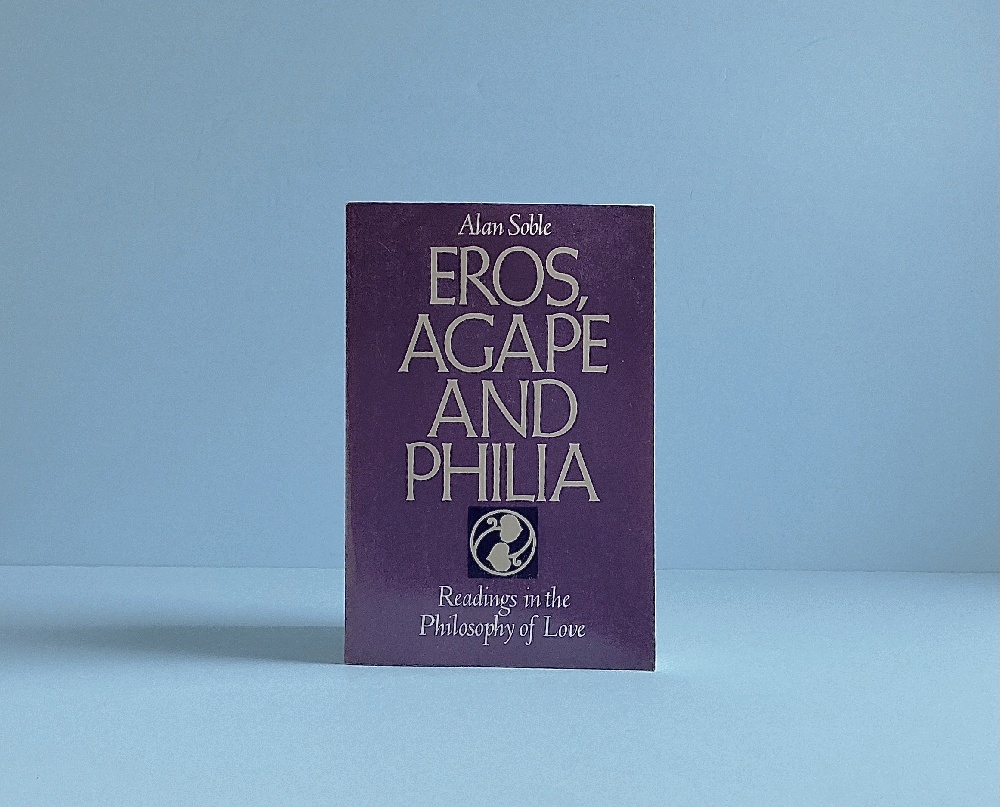 Alan Soble
EROS,
AGAPE
AND
PHILIA
Readings in the
Philosophy of Love